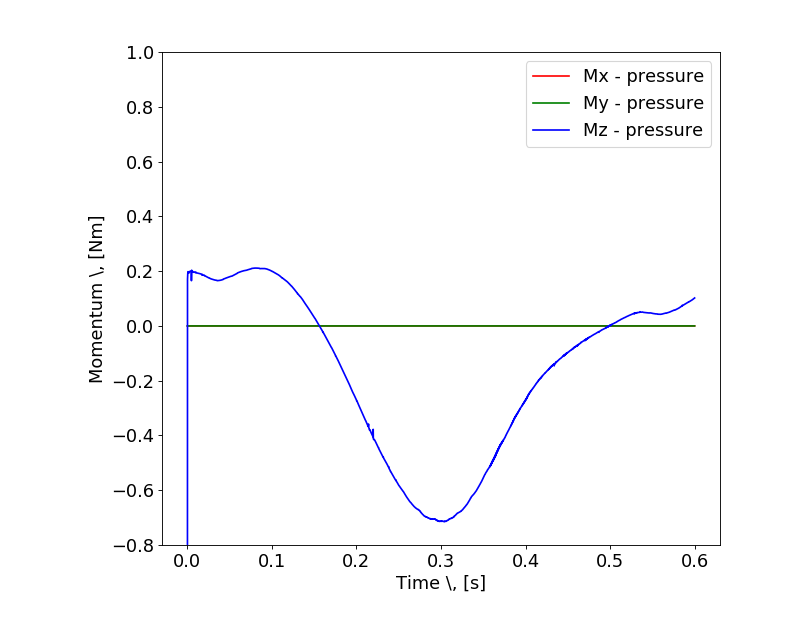 1.0
0.8
0.6
0.4
0.2
0.0
−0.2
−0.4
−0.6
−0.8
Momentum \, [Nm]
Mx - pressure
My - pressure
Mz - pressure
0.0 0.1 0.2 0.3 0.4 0.5 0.6
Time \, [s]